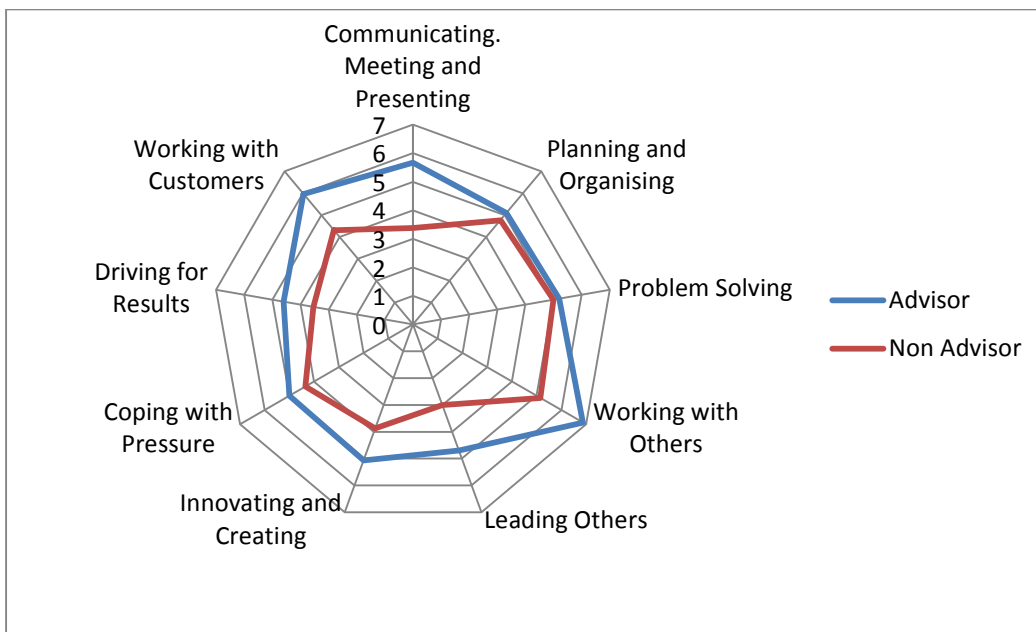 Communicating.
Meeting and
Presenting
Planning and
Organising
Problem Solving
Working with
Others
Leading Others
Innovating and
Creating
Coping with
Pressure
Driving for
Results
Working with
Customers
7
6
5
4
3
2
1
0
Advisor
Non Advisor